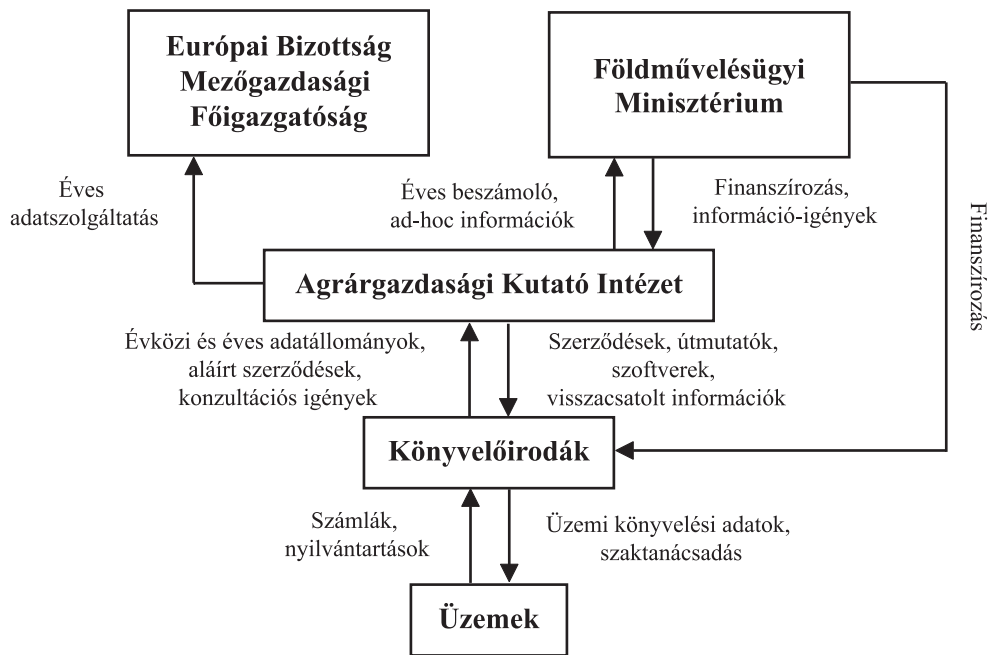 Európai Bizottság
Mezőgazdasági
Főigazgatóság
Földművelésügyi
Minisztérium
Éves
adatszolgáltatás
Éves beszámoló,
ad-hoc információk
Finanszírozás,
információ-igények
Finanszírozás
Agrárgazdasági Kutató Intézet
Évközi és éves adatállományok,
aláírt szerződések,
konzultációs igények
Szerződések, útmutatók,
szoftverek,
visszacsatolt információk
Könyvelőirodák
Számlák,
nyilvántartások
Üzemi könyvelési adatok,
szaktanácsadás
Üzemek